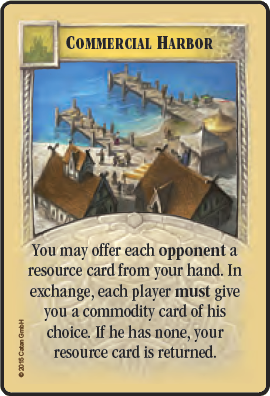 COMMERCIAL HARBOR
You may offer each opponent a
resource card from your hand. In
exchange, each player must give
you a commodity card of his
choice. If he has none, your
resource card is returned.
© 2015 Catan GmbH